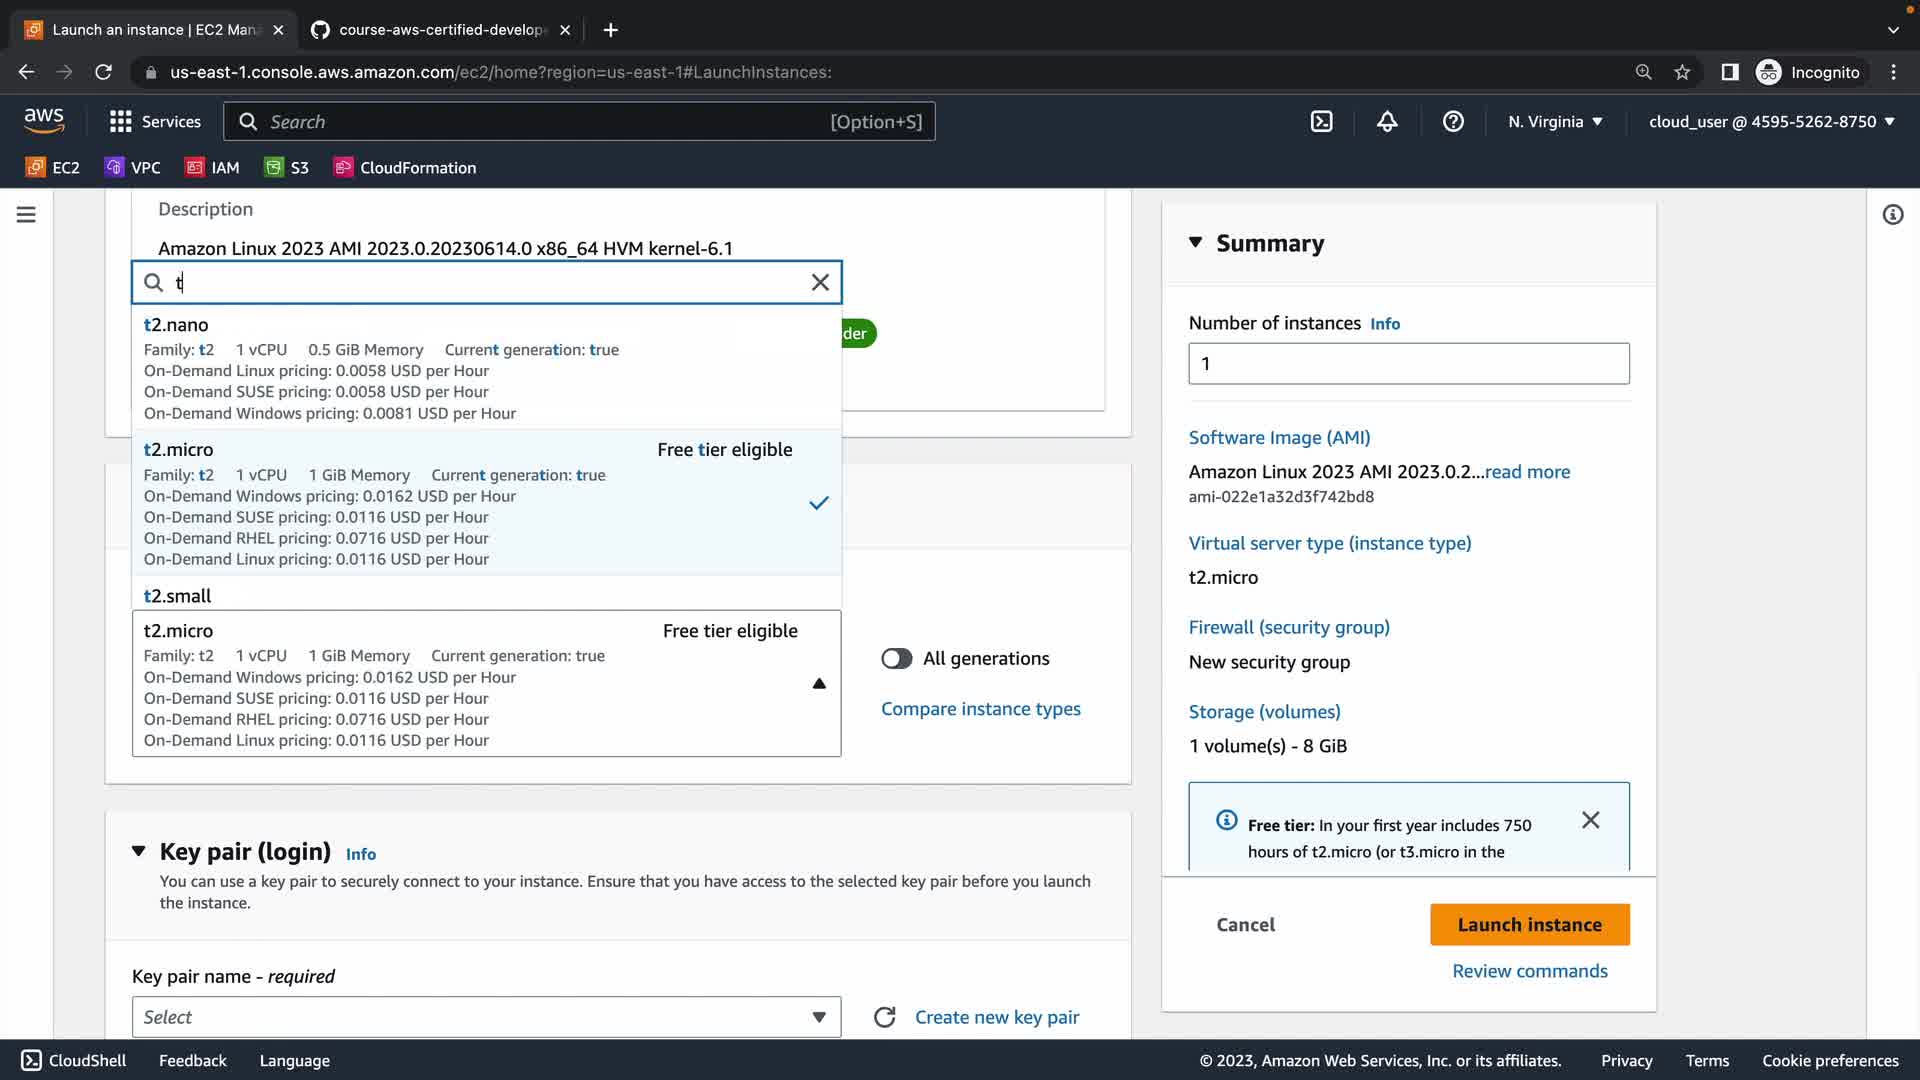 Launch an instance | EC2 Mana
course-aws-certified-develop
us-east-1.console.aws.amazon.com/ec2/home?region=us-east-1#LaunchInstances:
Incognito
aws
Services
Search
[Option+S]
N. Virginia
cloud_user @ 4595-5262-8750
EC2
VPC
IAM
S3
CloudFormation
Description
Amazon Linux 2023 AMI 2023.0.20230614.0 x86_64 HVM kernel-6.1
t
der
t2.nano
Family: t2 1 vCPU 0.5 GiB Memory Current generation: true
On-Demand Linux pricing: 0.0058 USD per Hour
On-Demand SUSE pricing: 0.0058 USD per Hour
On-Demand Windows pricing: 0.0081 USD per Hour
t2.micro Free tier eligible
Family: t2 1 vCPU 1 GiB Memory Current generation: true
On-Demand Windows pricing: 0.0162 USD per Hour
On-Demand SUSE pricing: 0.0116 USD per Hour
On-Demand RHEL pricing: 0.0716 USD per Hour
On-Demand Linux pricing: 0.0116 USD per Hour
t2.small
t2.micro Free tier eligible
Family: t2 1 vCPU 1 GiB Memory Current generation: true
On-Demand Windows pricing: 0.0162 USD per Hour
On-Demand SUSE pricing: 0.0116 USD per Hour
On-Demand RHEL pricing: 0.0716 USD per Hour
On-Demand Linux pricing: 0.0116 USD per Hour
All generations
Compare instance types
Key pair (login) Info
You can use a key pair to securely connect to your instance. Ensure that you have access to the selected key pair before you launch
the instance.
Key pair name - required
Select
Create new key pair
Summary
Number of instances Info
1
Software Image (AMI)
Amazon Linux 2023 AMI 2023.0.2...read more
ami-022e1a32d3f742bd8
Virtual server type (instance type)
t2.micro
Firewall (security group)
New security group
Storage (volumes)
1 volume(s) - 8 GiB
Free tier: In your first year includes 750
hours of t2.micro (or t3.micro in the
Cancel
Launch instance
Review commands
CloudShell
Feedback
Language
© 2023, Amazon Web Services, Inc. or its affiliates.
Privacy
Terms
Cookie preferences